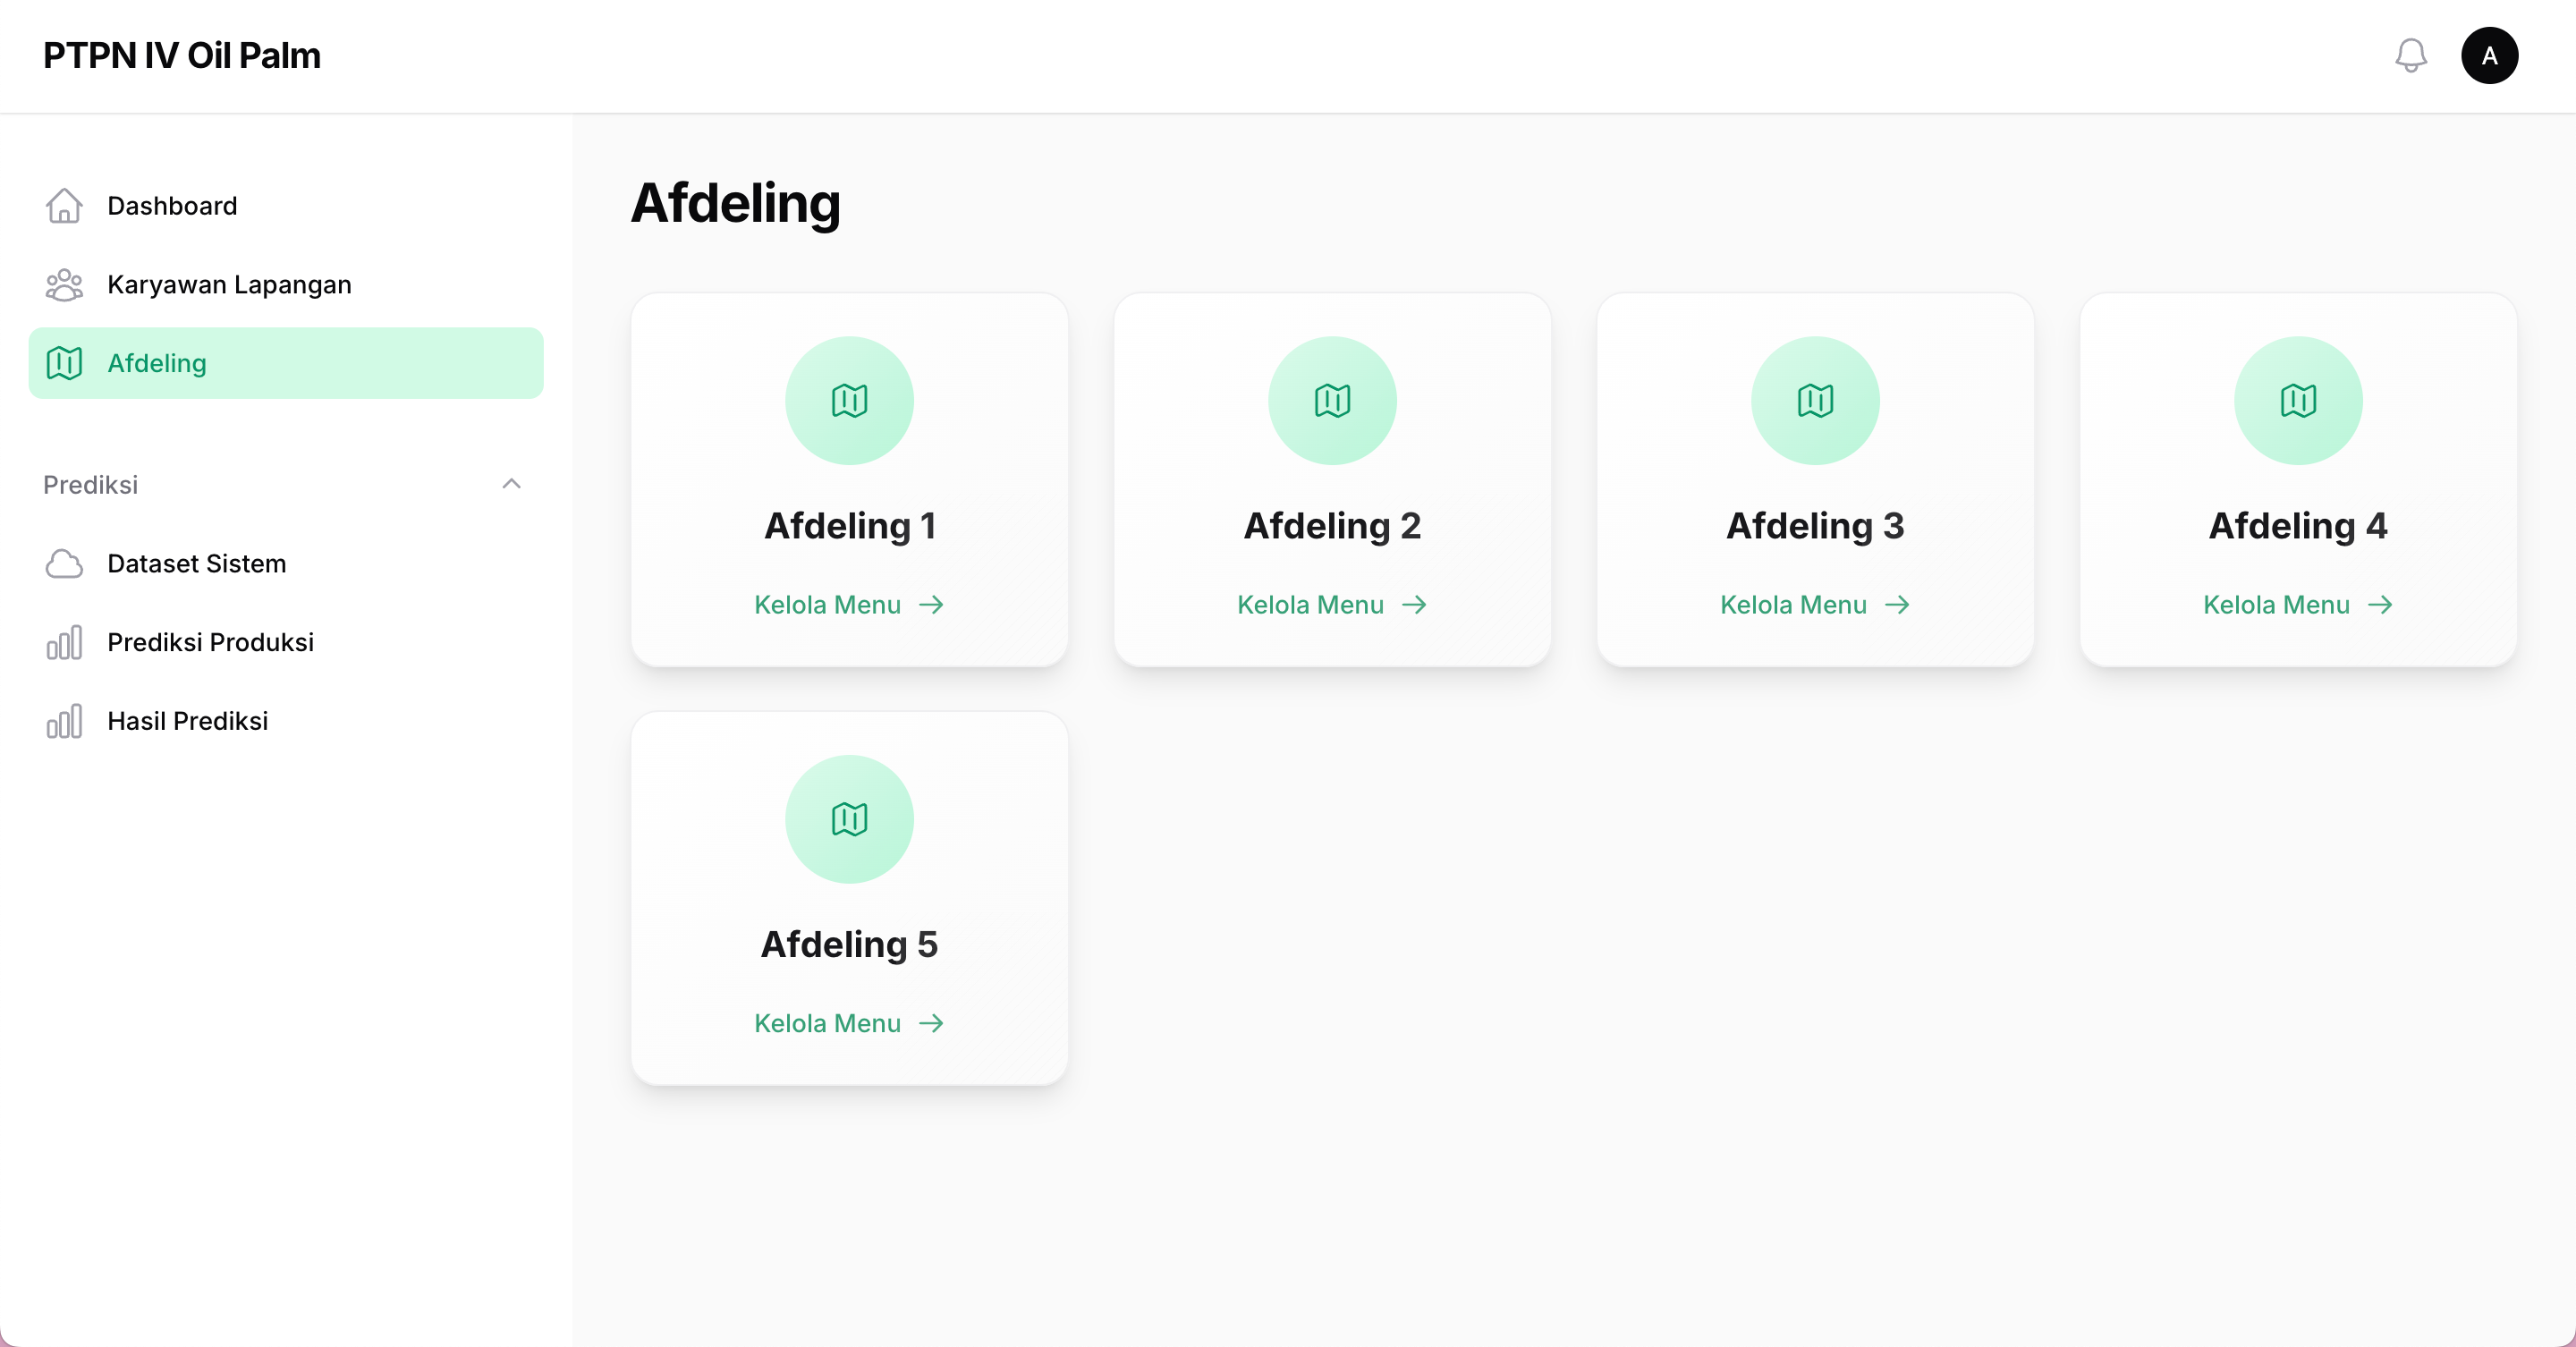 PTPN IV Oil Palm
A
Dashboard
Karyawan Lapangan
Afdeling
Prediksi
Dataset Sistem
Prediksi Produksi
Hasil Prediksi
Afdeling
Afdeling 1
Kelola Menu →
Afdeling 2
Kelola Menu →
Afdeling 3
Kelola Menu →
Afdeling 4
Kelola Menu →
Afdeling 5
Kelola Menu →